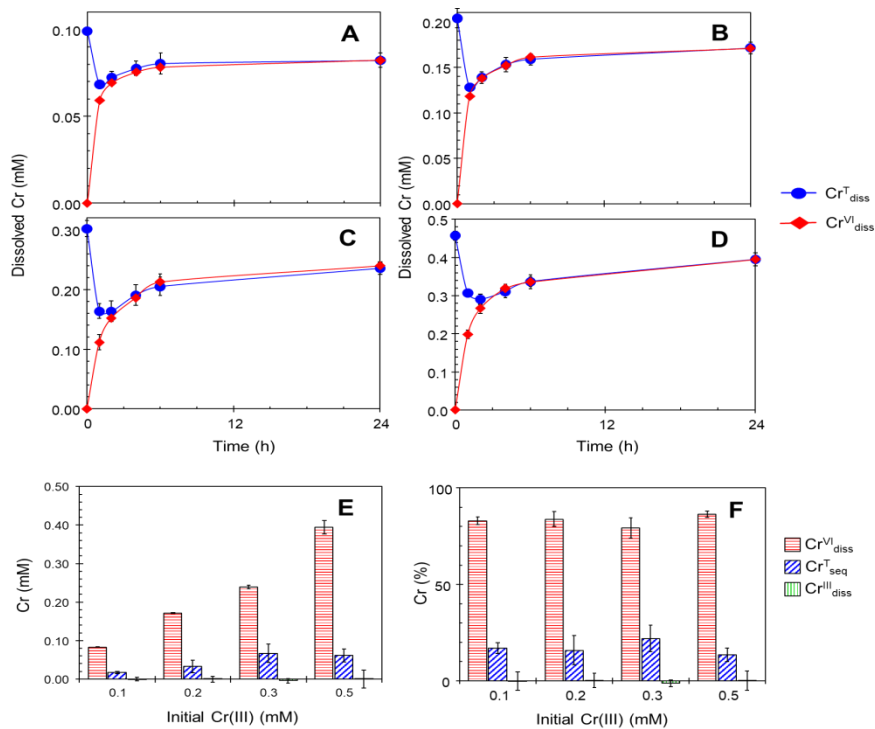 A
0.10
0.05
0.00
B
0.20
0.15
0.10
0.05
0.00
Dissolved Cr (mM)
Dissolved Cr (mM)
Cr^T_diss
Cr^VI_diss
C
0.30
0.20
0.10
0.00
0 12 24
Time (h)
D
0.5
0.4
0.3
0.2
0.1
0.0
0 12 24
Time (h)
E
0.50
0.40
0.30
0.20
0.10
0.00
Cr (mM)
0.1 0.2 0.3 0.5
Initial Cr(III) (mM)
F
100
50
0
Cr (%)
0.1 0.2 0.3 0.5
Initial Cr(III) (mM)
Cr^VI_diss
Cr^T_seq
Cr^III_diss